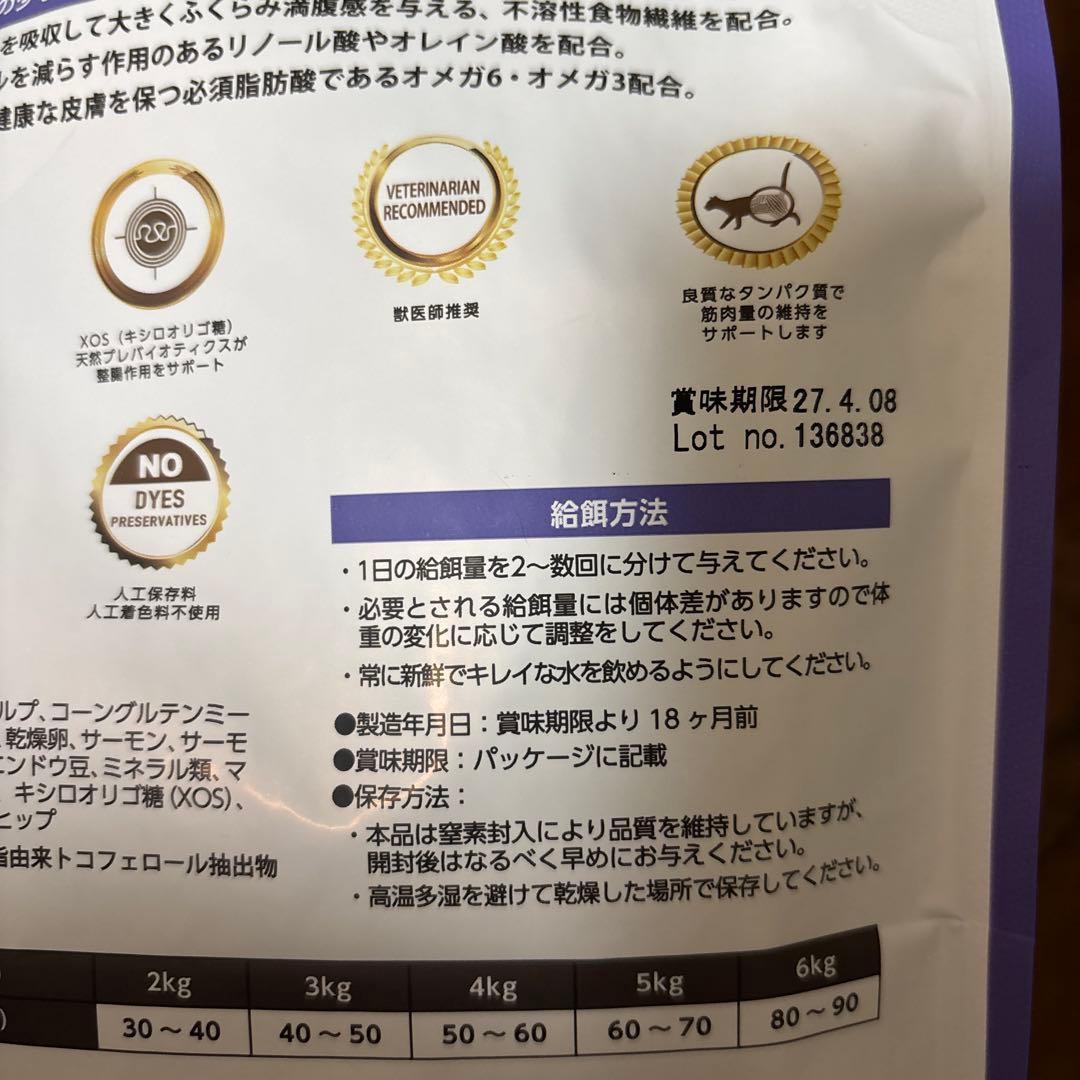 を吸収して大きくふくらみ満腹感を与える、不溶性食物繊維を配合。
を減らす作用のあるリノール酸やオレイン酸を配合。
健康な皮膚を保つ必須脂肪酸であるオメガ6・オメガ3配合。
VETERINARIAN
RECOMMENDED
獣医師推奨
良質なタンパク質で
筋肉量の維持を
サポートします
XOS（キシロオリゴ糖）
天然プレバイオティクスが
整腸作用をサポート
賞味期限27.4.08
Lot no.136838
NO
DYES
PRESERVATIVES
人工保存料
人工着色料不使用
給餌方法
・1日の給餌量を2〜数回に分けて与えてください。
・必要とされる給餌量には個体差がありますので体
重の変化に応じて調整をしてください。
・常に新鮮でキレイな水を飲めるようにしてください。
●製造年月日：賞味期限より18ヶ月前
●賞味期限：パッケージに記載
●保存方法：
・本品は窒素封入により品質を維持していますが、
開封後はなるべく早めにお与えください。
・高温多湿を避けて乾燥した場所で保存してください。
ルプ、コーングルテンミー
、乾燥卵、サーモン、サーモ
エンドウ豆、ミネラル類、マ
、キシロオリゴ糖（XOS）、
ヒップ
脂由来トコフェロール抽出物
2kg 3kg 4kg 5kg 6kg
30〜40 40〜50 50〜60 60〜70 80〜90